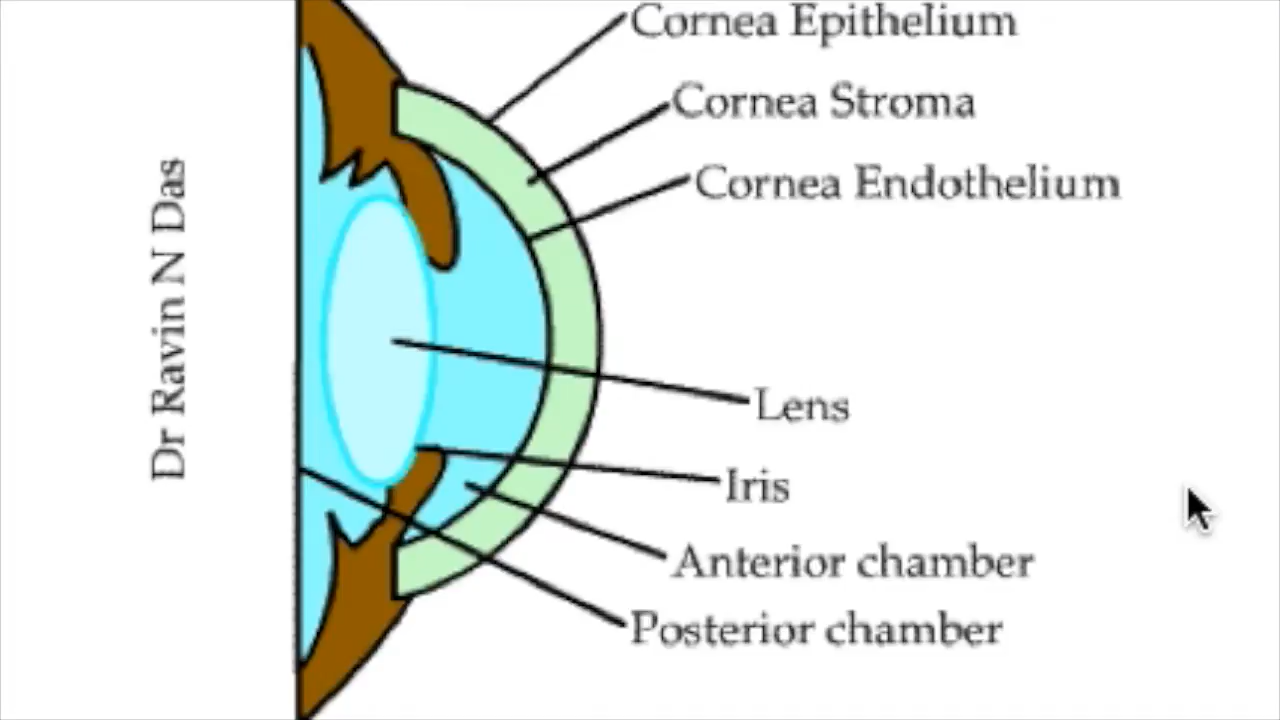 Cornea Epithelium
Cornea Stroma
Cornea Endothelium
Dr Ravin N Das
Lens
Iris
Anterior chamber
Posterior chamber